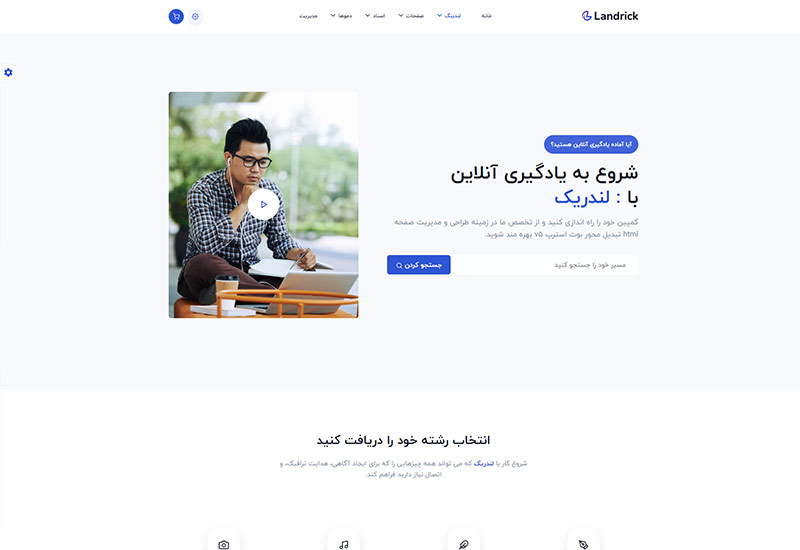 Landrick
خانه
لندینگ
صفحات
اسناد
دموها
مدیریت
آیا آماده یادگیری آنلاین هستید؟
شروع به یادگیری آنلاین
با : لندریک
کمپین خود را راه اندازی کنید و از تخصص ما در زمینه طراحی و مدیریت صفحه
html تبدیل محور بوت استرپ v5 بهره مند شوید.
مسیر خود را جستجو کنید
جستجو کردن
انتخاب رشته خود را دریافت کنید
شروع کار با لندریک که می تواند همه چیزهایی را که برای ایجاد آگاهی، هدایت ترافیک، و
اتصال نیاز دارید فراهم کند.